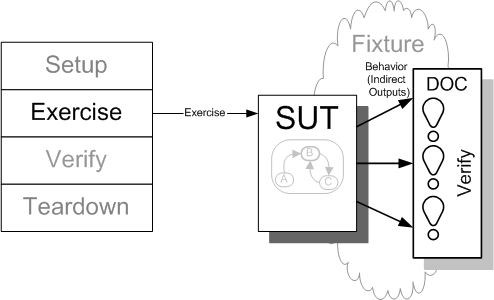 Setup
Exercise
Verify
Teardown
Exercise
Fixture
Behavior
(Indirect
Outputs)
SUT
A
B
C
DOC
Verify